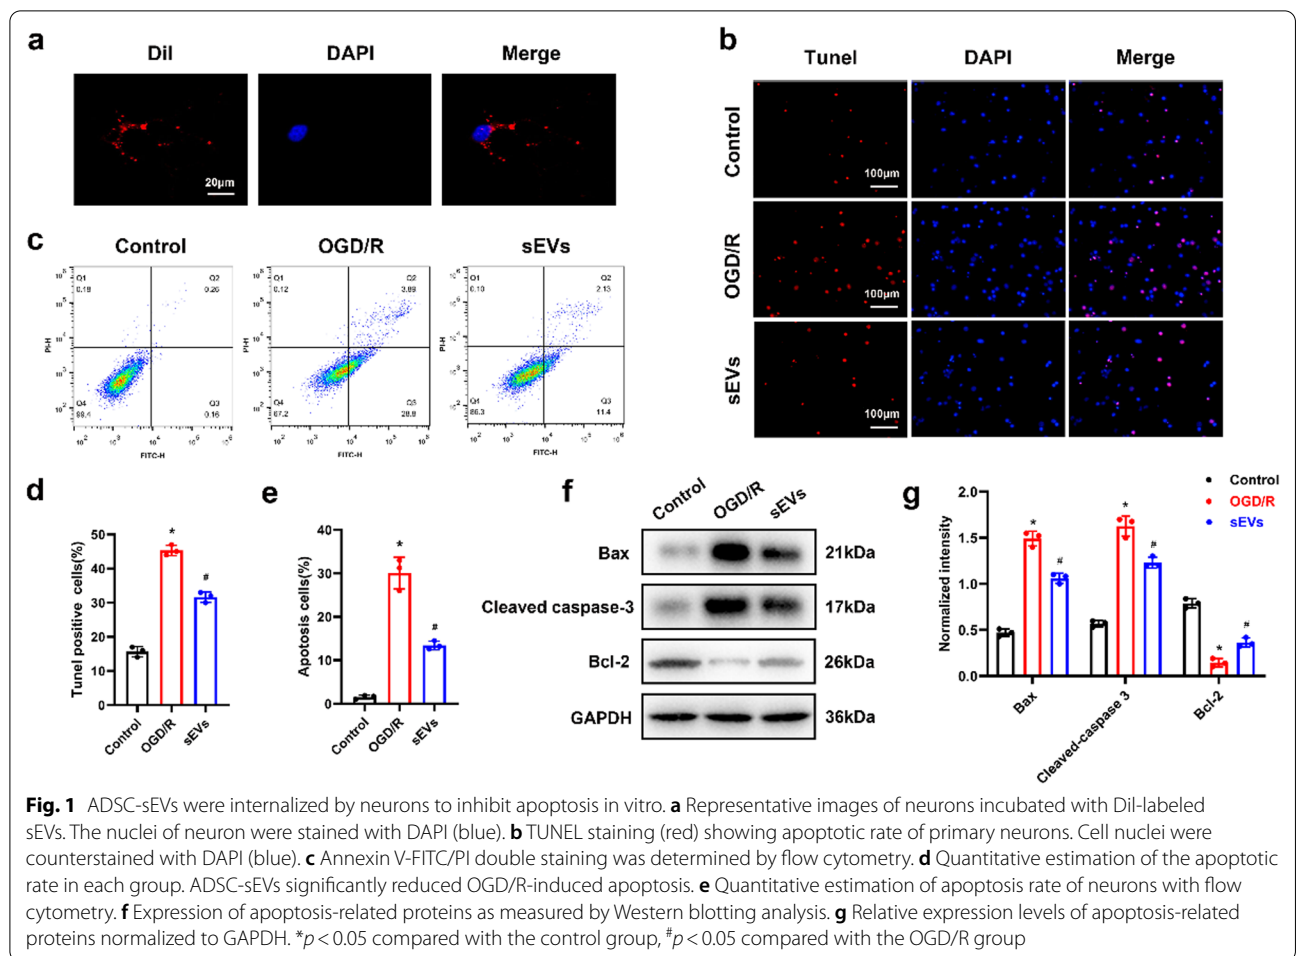 a
Dil
DAPI
Merge
20μm
b
Tunel
DAPI
Merge
Control
100μm
OGD/R
100μm
sEVs
100μm
c
Control
OGD/R
sEVs
Q1
0.18
Q2
0.26
Q4
99.4
Q3
0.16
PI-H
FITC-H
Q1
0.12
Q2
3.89
Q4
67.2
Q3
28.8
PI-H
FITC-H
Q1
0.10
Q2
2.13
Q4
86.3
Q3
11.4
PI-H
FITC-H
d
Tunel positive cells(%)
50
40
30
20
10
0
*
#
Control
OGD/R
sEVs
e
Apotosis cells(%)
40
30
20
10
0
*
#
Control
OGD/R
sEVs
f
Control
OGD/R
sEVs
Bax
21kDa
Cleaved caspase-3
17kDa
Bcl-2
26kDa
GAPDH
36kDa
g
Normalized intensity
2.0
1.5
1.0
0.5
0.0
*
#
*
#
*
#
Bax
Cleaved-caspase 3
Bcl-2
Control
OGD/R
sEVs
Fig. 1 ADSC-sEVs were internalized by neurons to inhibit apoptosis in vitro. a Representative images of neurons incubated with Dil-labeled
sEVs. The nuclei of neuron were stained with DAPI (blue). b TUNEL staining (red) showing apoptotic rate of primary neurons. Cell nuclei were
counterstained with DAPI (blue). c Annexin V-FITC/PI double staining was determined by flow cytometry. d Quantitative estimation of the apoptotic
rate in each group. ADSC-sEVs significantly reduced OGD/R-induced apoptosis. e Quantitative estimation of apoptosis rate of neurons with flow
cytometry. f Expression of apoptosis-related proteins as measured by Western blotting analysis. g Relative expression levels of apoptosis-related
proteins normalized to GAPDH. *p < 0.05 compared with the control group, #p < 0.05 compared with the OGD/R group